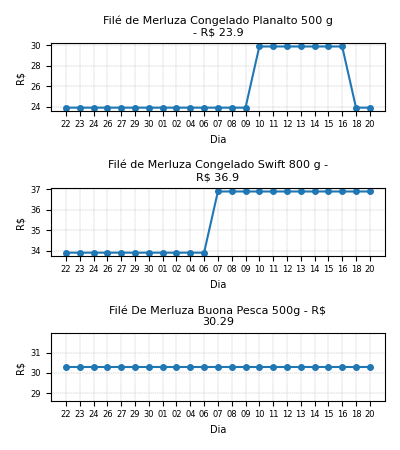 Filé de Merluza Congelado Planalto 500 g
- R$ 23.9
30
28
26
24
R$
22 23 24 26 27 29 30 01 02 04 06 07 08 09 10 11 12 13 14 15 16 18 20
Dia
Filé de Merluza Congelado Swift 800 g -
R$ 36.9
37
36
35
34
R$
22 23 24 26 27 29 30 01 02 04 06 07 08 09 10 11 12 13 14 15 16 18 20
Dia
Filé De Merluza Buona Pesca 500g - R$
30.29
31
30
29
R$
22 23 24 26 27 29 30 01 02 04 06 07 08 09 10 11 12 13 14 15 16 18 20
Dia